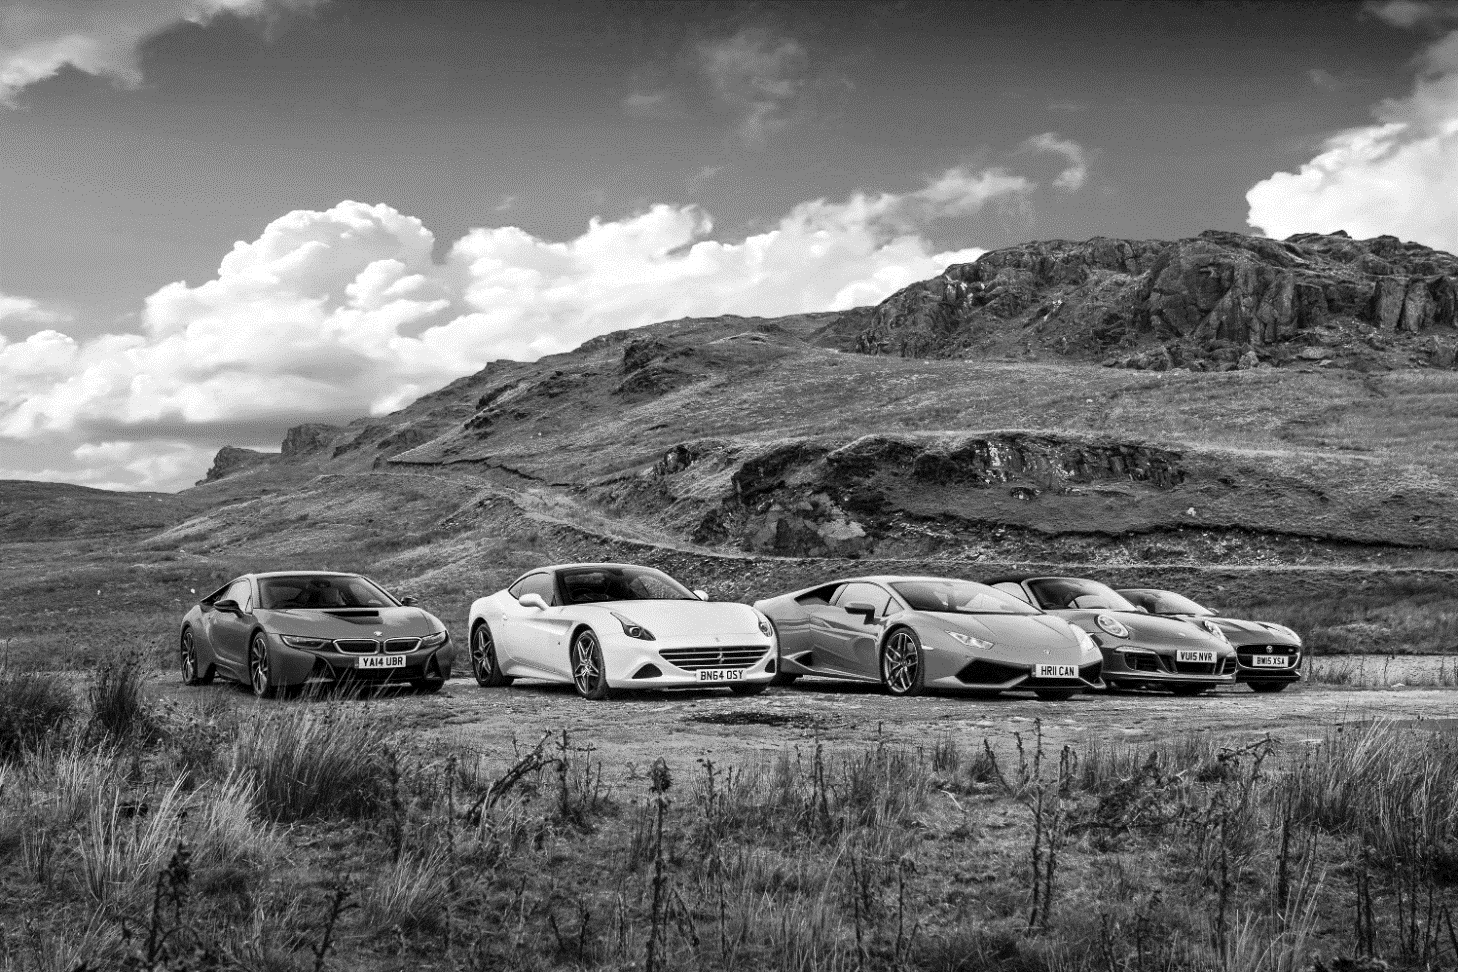 YA14 UBR
BN64 OSY
HR11 CAN
VU15 NVR
BW15 XSA